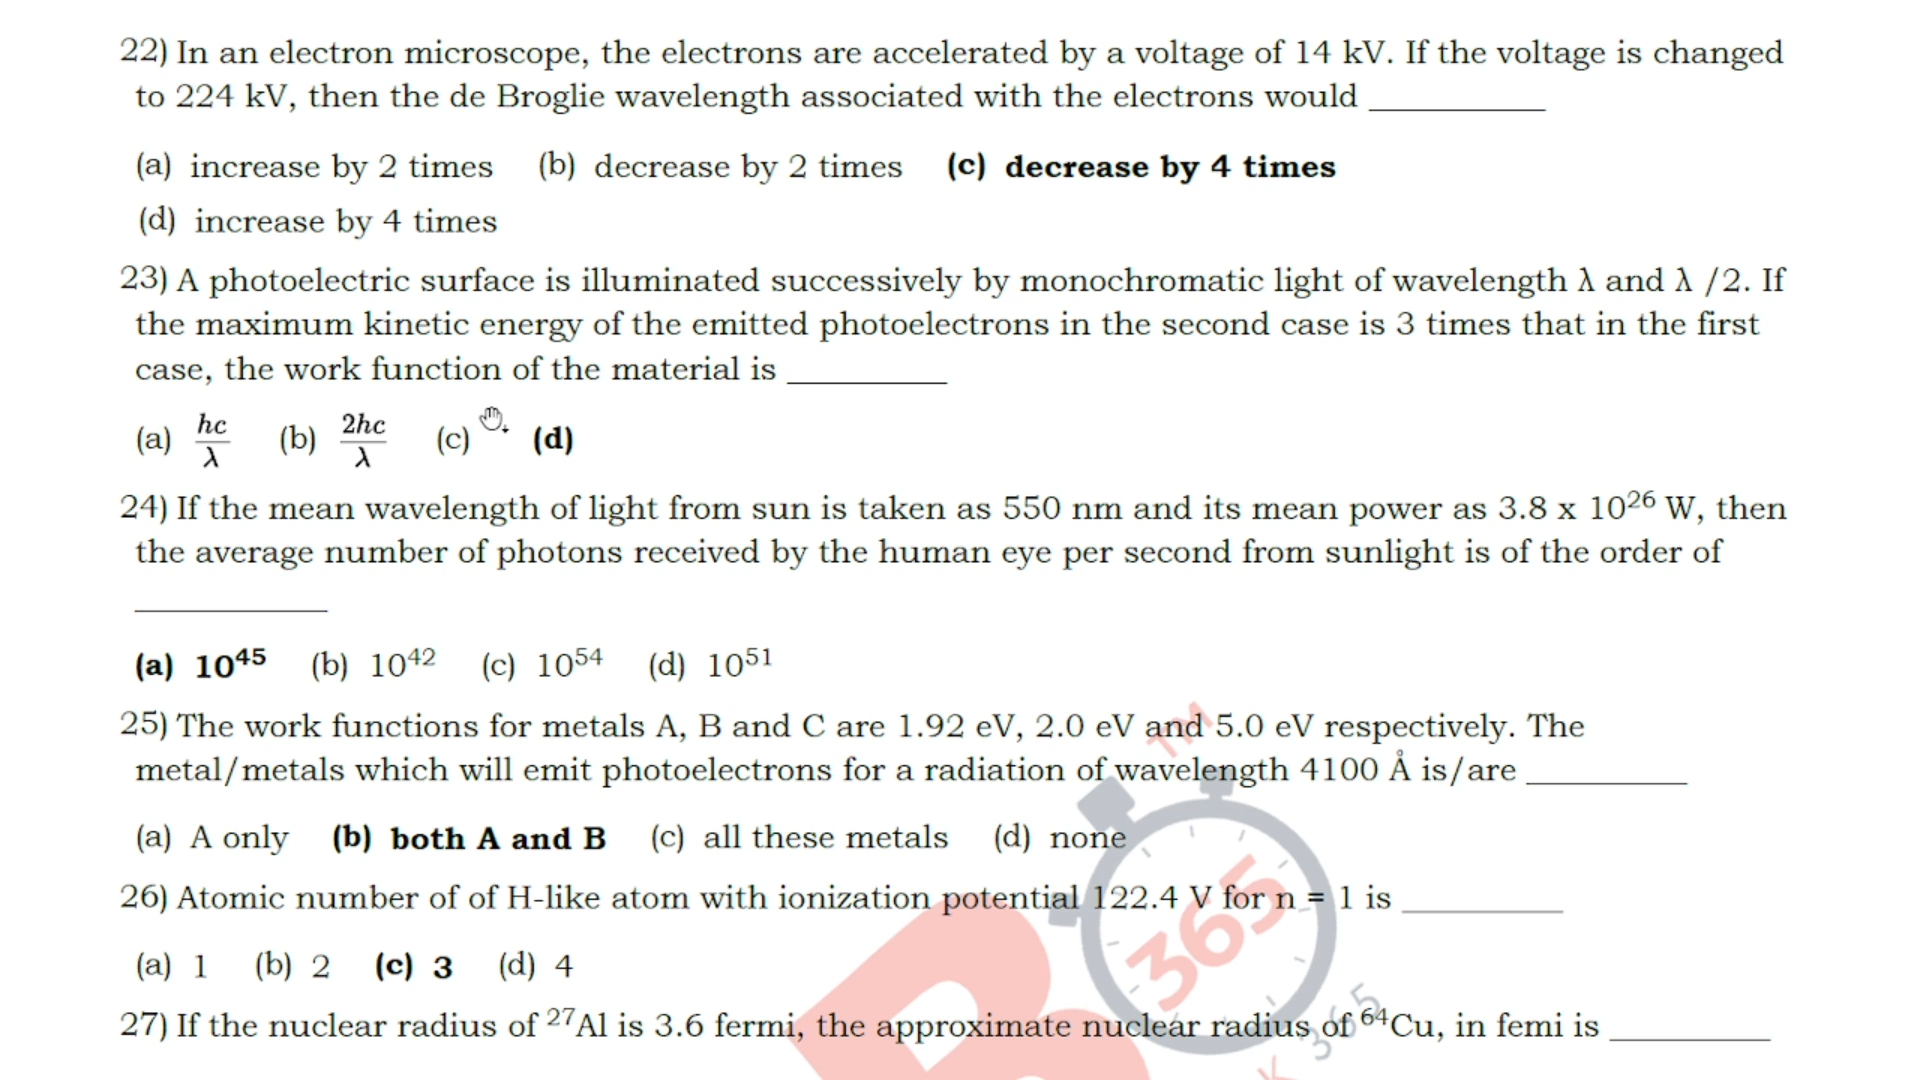 22) In an electron microscope, the electrons are accelerated by a voltage of 14 kV. If the voltage is changed
to 224 kV, then the de Broglie wavelength associated with the electrons would ___________
(a) increase by 2 times (b) decrease by 2 times (c) decrease by 4 times
(d) increase by 4 times
23) A photoelectric surface is illuminated successively by monochromatic light of wavelength λ and λ /2. If
the maximum kinetic energy of the emitted photoelectrons in the second case is 3 times that in the first
case, the work function of the material is __________
(a) hc/λ (b) 2hc/λ (c) (d)
24) If the mean wavelength of light from sun is taken as 550 nm and its mean power as 3.8 x 10²⁶ W, then
the average number of photons received by the human eye per second from sunlight is of the order of
____________
(a) 10⁴⁵ (b) 10⁴² (c) 10⁵⁴ (d) 10⁵¹
25) The work functions for metals A, B and C are 1.92 eV, 2.0 eV and 5.0 eV respectively. The
metal/metals which will emit photoelectrons for a radiation of wavelength 4100 Å is/are __________
(a) A only (b) both A and B (c) all these metals (d) none
26) Atomic number of of H-like atom with ionization potential 122.4 V for n = 1 is __________
(a) 1 (b) 2 (c) 3 (d) 4
27) If the nuclear radius of ²⁷Al is 3.6 fermi, the approximate nuclear radius of ⁶⁴Cu, in femi is __________
TM
365
K 365